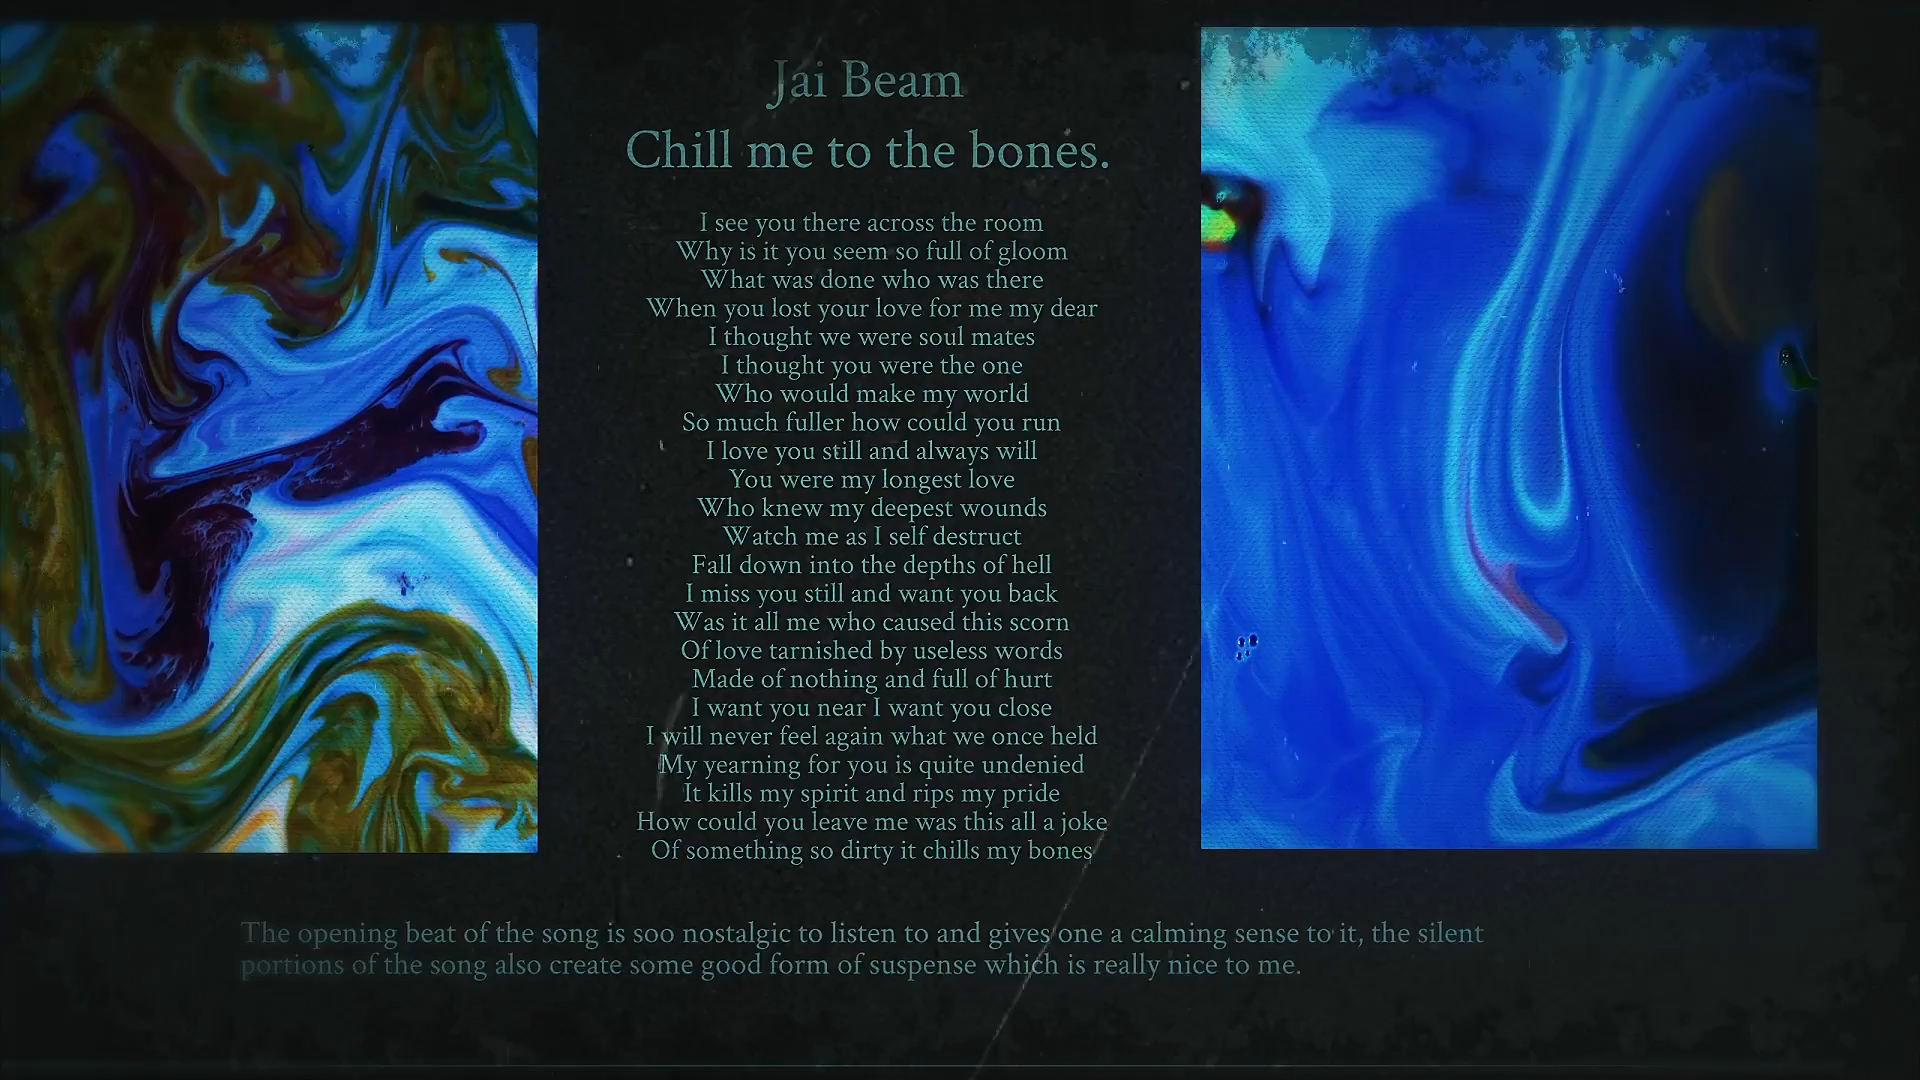 Jai Beam
Chill me to the bones.
I see you there across the room
Why is it you seem so full of gloom
What was done who was there
When you lost your love for me my dear
I thought we were soul mates
I thought you were the one
Who would make my world
So much fuller how could you run
I love you still and always will
You were my longest love
Who knew my deepest wounds
Watch me as I self destruct
Fall down into the depths of hell
I miss you still and want you back
Was it all me who caused this scorn
Of love tarnished by useless words
Made of nothing and full of hurt
I want you near I want you close
I will never feel again what we once held
My yearning for you is quite undenied
It kills my spirit and rips my pride
How could you leave me was this all a joke
Of something so dirty it chills my bones
The opening beat of the song is soo nostalgic to listen to and gives one a calming sense to it, the silent
portions of the song also create some good form of suspense which is really nice to me.